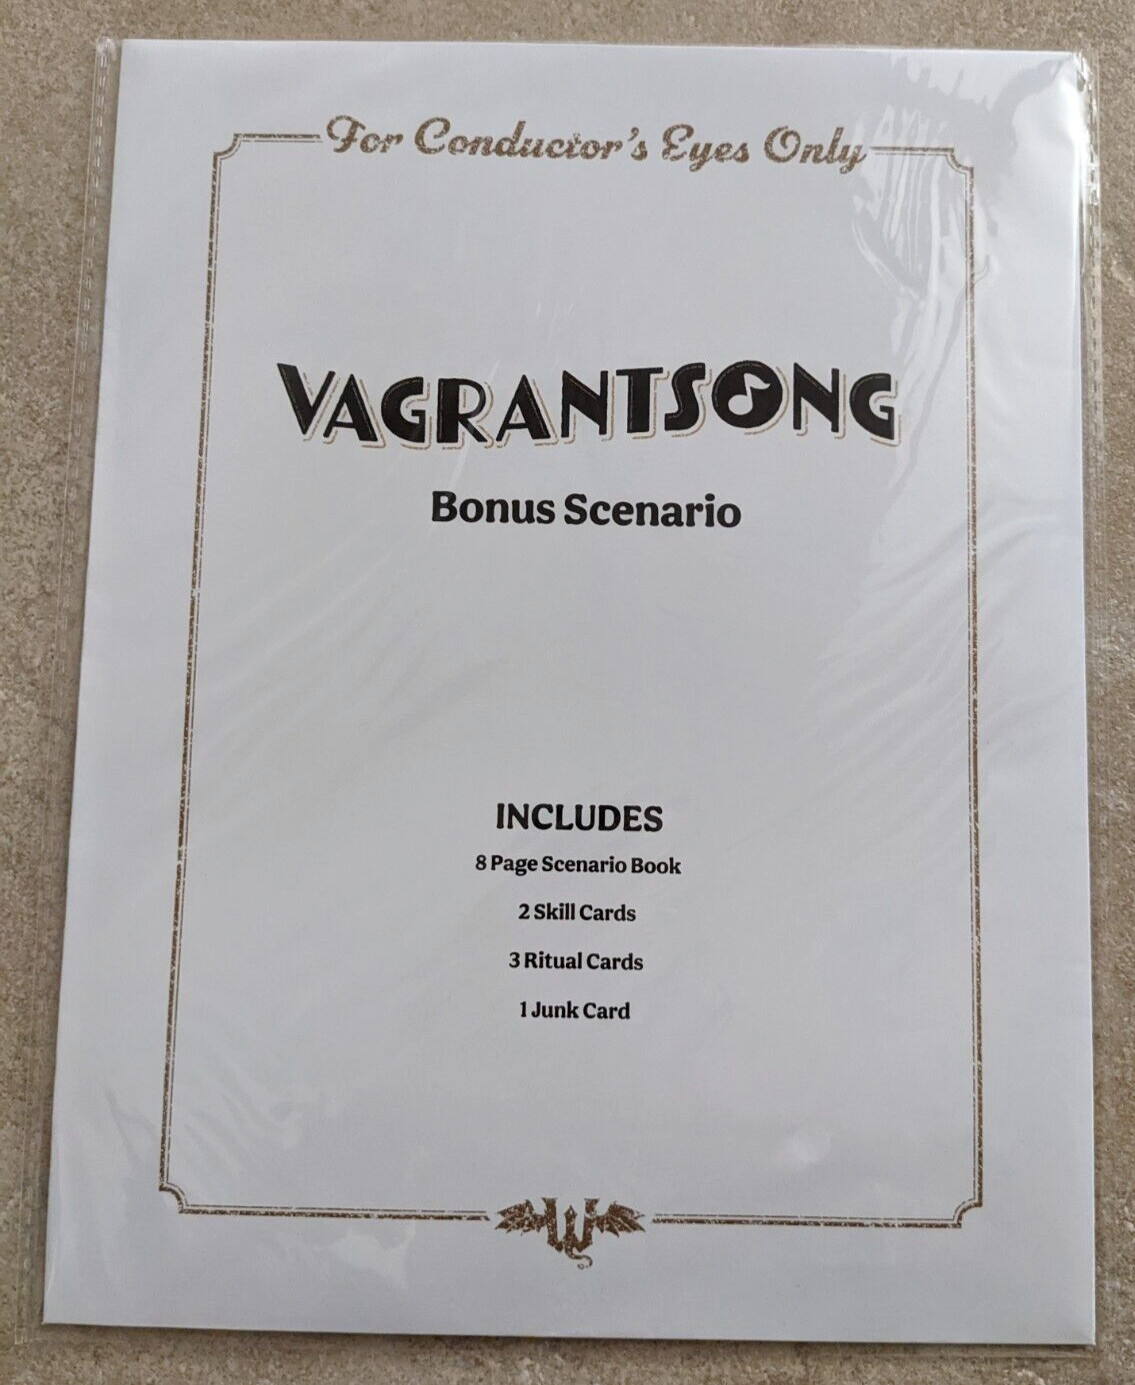 For Conductor's Eyes Only
VAGRANTSONG
Bonus Scenario
INCLUDES
8 Page Scenario Book
2 Skill Cards
3 Ritual Cards
1 Junk Card
W